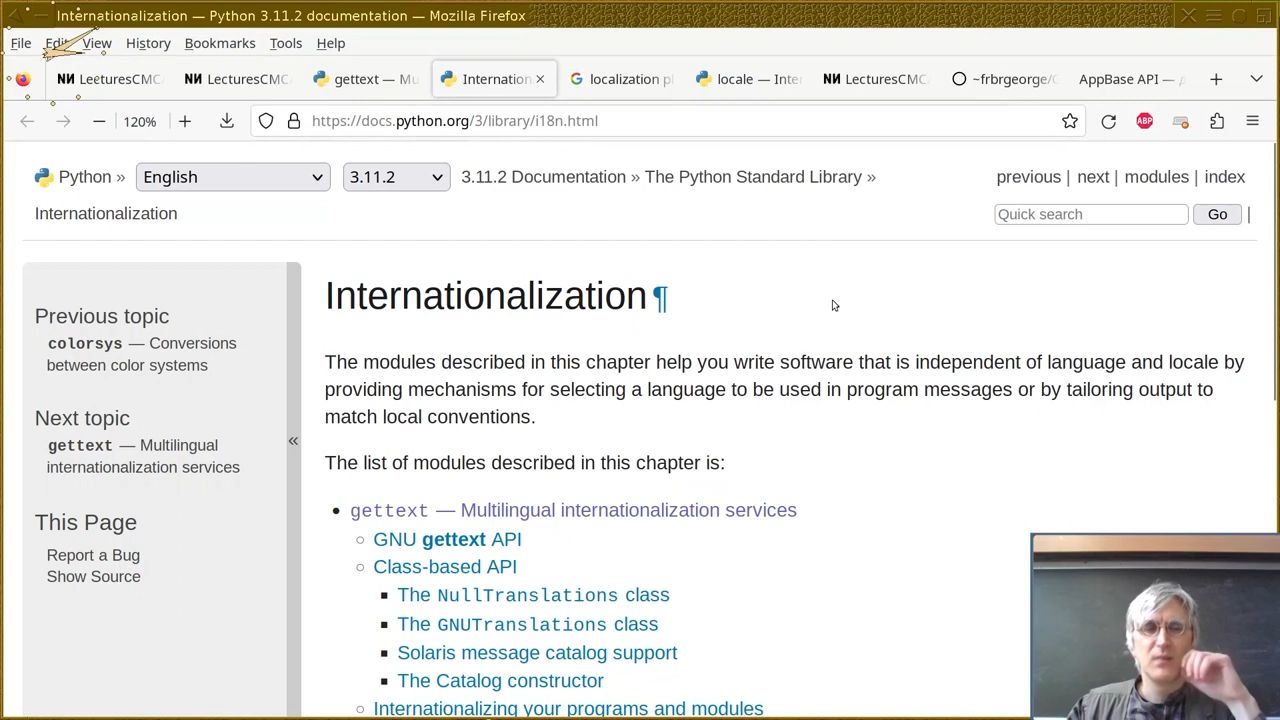 Internationalization — Python 3.11.2 documentation — Mozilla Firefox
File Edit View History Bookmarks Tools Help
ИИ LecturesCMC ИИ LecturesCMC gettext — Mu Internation × G localization p locale — Inte ИИ LecturesCMC ~frbrgeorge/C AppBase API — +
120% https://docs.python.org/3/library/i18n.html ABP
Python » English 3.11.2 3.11.2 Documentation » The Python Standard Library » previous | next | modules | index
Internationalization Quick search Go |
Internationalization ¶
Previous topic
colorsys — Conversions
between color systems
Next topic
gettext — Multilingual
internationalization services
This Page
Report a Bug
Show Source
«
The modules described in this chapter help you write software that is independent of language and locale by
providing mechanisms for selecting a language to be used in program messages or by tailoring output to
match local conventions.
The list of modules described in this chapter is:
• gettext — Multilingual internationalization services
○ GNU gettext API
○ Class-based API
▪ The NullTranslations class
▪ The GNUTranslations class
▪ Solaris message catalog support
▪ The Catalog constructor
○ Internationalizing your programs and modules